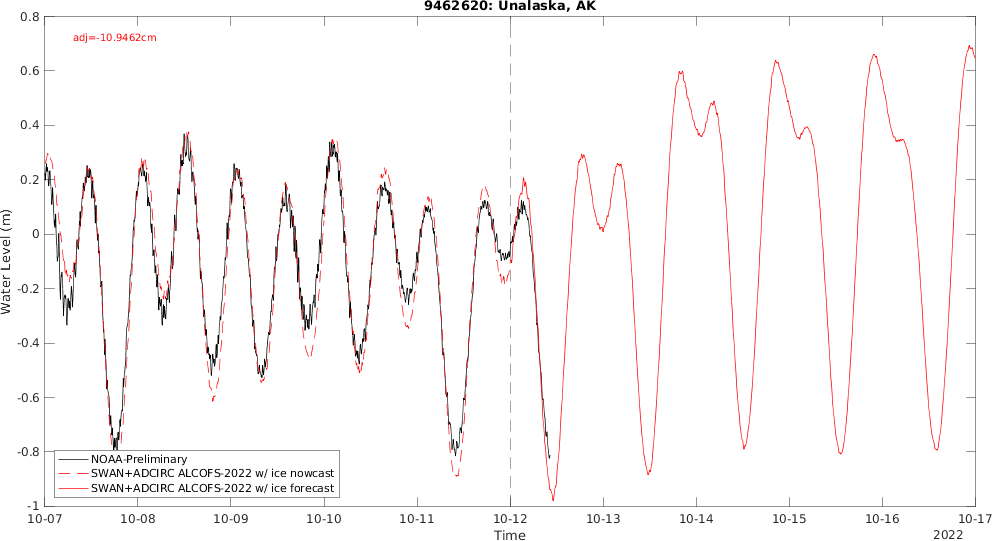 9462620: Unalaska, AK
adj=-10.9462cm
Water Level (m)
0.8
0.6
0.4
0.2
0
-0.2
-0.4
-0.6
-0.8
-1
NOAA-Preliminary
SWAN+ADCIRC ALCOFS-2022 w/ ice nowcast
SWAN+ADCIRC ALCOFS-2022 w/ ice forecast
10-07 10-08 10-09 10-10 10-11 10-12 10-13 10-14 10-15 10-16 10-17
Time
2022